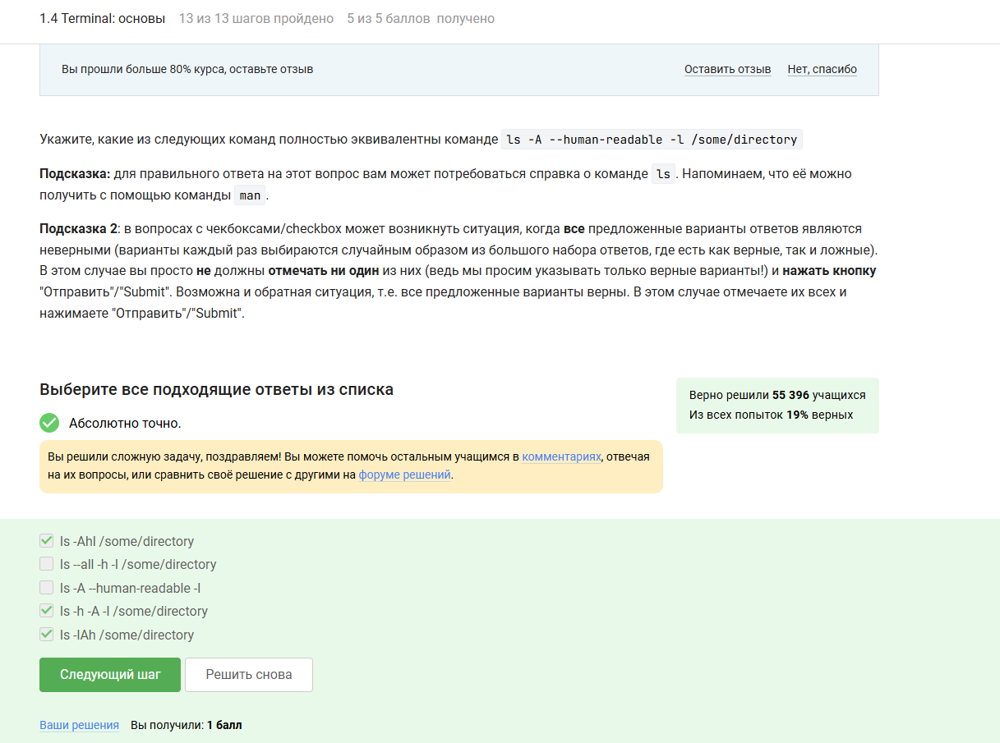 1.4 Terminal: основы 13 из 13 шагов пройдено 5 из 5 баллов получено
Вы прошли больше 80% курса, оставьте отзыв Оставить отзыв Нет, спасибо
Укажите, какие из следующих команд полностью эквивалентны команде ls -A --human-readable -l /some/directory
Подсказка: для правильного ответа на этот вопрос вам может потребоваться справка о команде ls. Напоминаем, что её можно
получить с помощью команды man.
Подсказка 2: в вопросах с чекбоксами/checkbox может возникнуть ситуация, когда все предложенные варианты ответов являются
неверными (варианты каждый раз выбираются случайным образом из большого набора ответов, где есть как верные, так и ложные).
В этом случае вы просто не должны отмечать ни один из них (ведь мы просим указывать только верные варианты!) и нажать кнопку
"Отправить"/"Submit". Возможна и обратная ситуация, т.е. все предложенные варианты верны. В этом случае отмечаете их всех и
нажимаете "Отправить"/"Submit".
Выберите все подходящие ответы из списка
Верно решили 55 396 учащихся
Из всех попыток 19% верных
Абсолютно точно.
Вы решили сложную задачу, поздравляем! Вы можете помочь остальным учащимся в комментариях, отвечая
на их вопросы, или сравнить своё решение с другими на форуме решений.
ls -Ahl /some/directory
ls --all -h -l /some/directory
ls -A --human-readable -l
ls -h -A -l /some/directory
ls -lAh /some/directory
Следующий шаг Решить снова
Ваши решения Вы получили: 1 балл